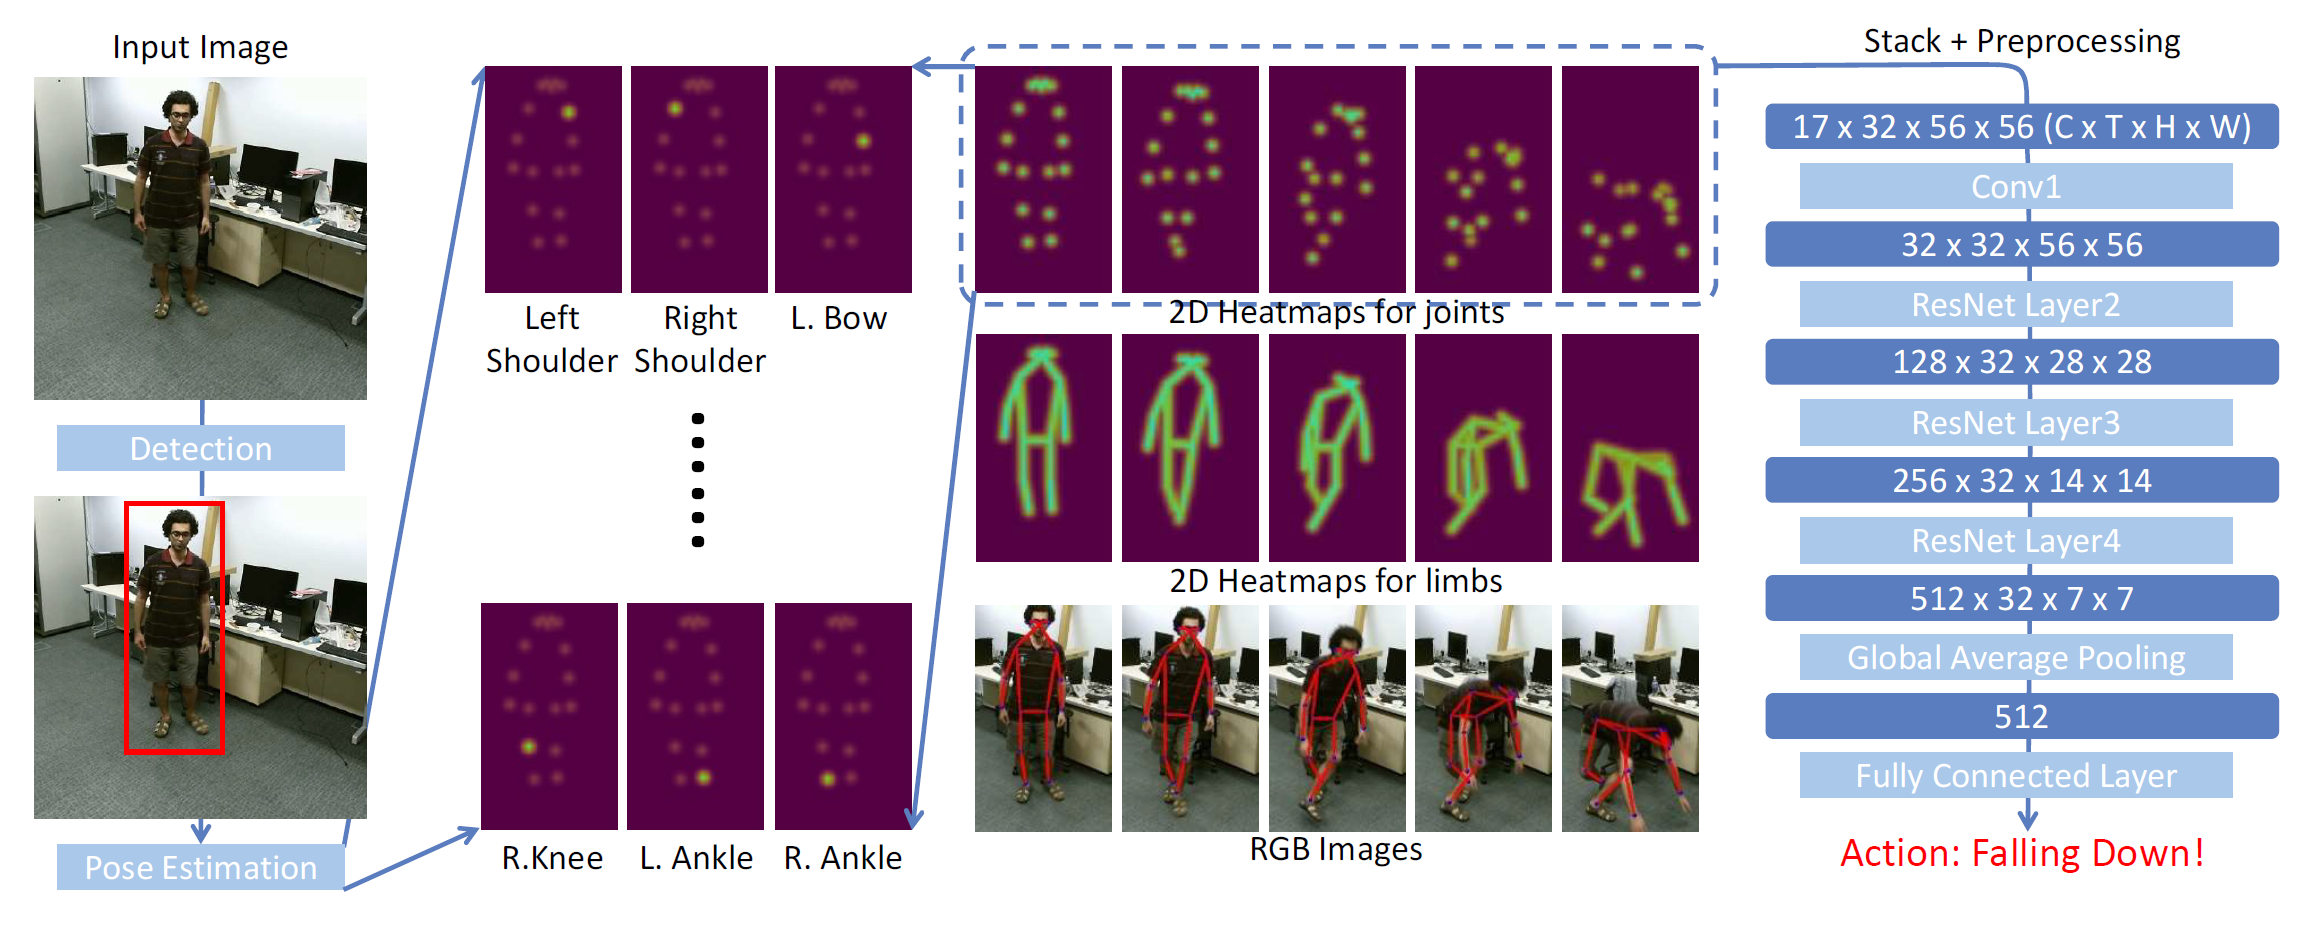 Input Image
Detection
Pose Estimation
Left
Shoulder
Right
Shoulder
L. Bow
R.Knee
L. Ankle
R. Ankle
2D Heatmaps for joints
2D Heatmaps for limbs
RGB Images
Stack + Preprocessing
17 x 32 x 56 x 56 (C x T x H x W)
Conv1
32 x 32 x 56 x 56
ResNet Layer2
128 x 32 x 28 x 28
ResNet Layer3
256 x 32 x 14 x 14
ResNet Layer4
512 x 32 x 7 x 7
Global Average Pooling
512
Fully Connected Layer
Action: Falling Down!